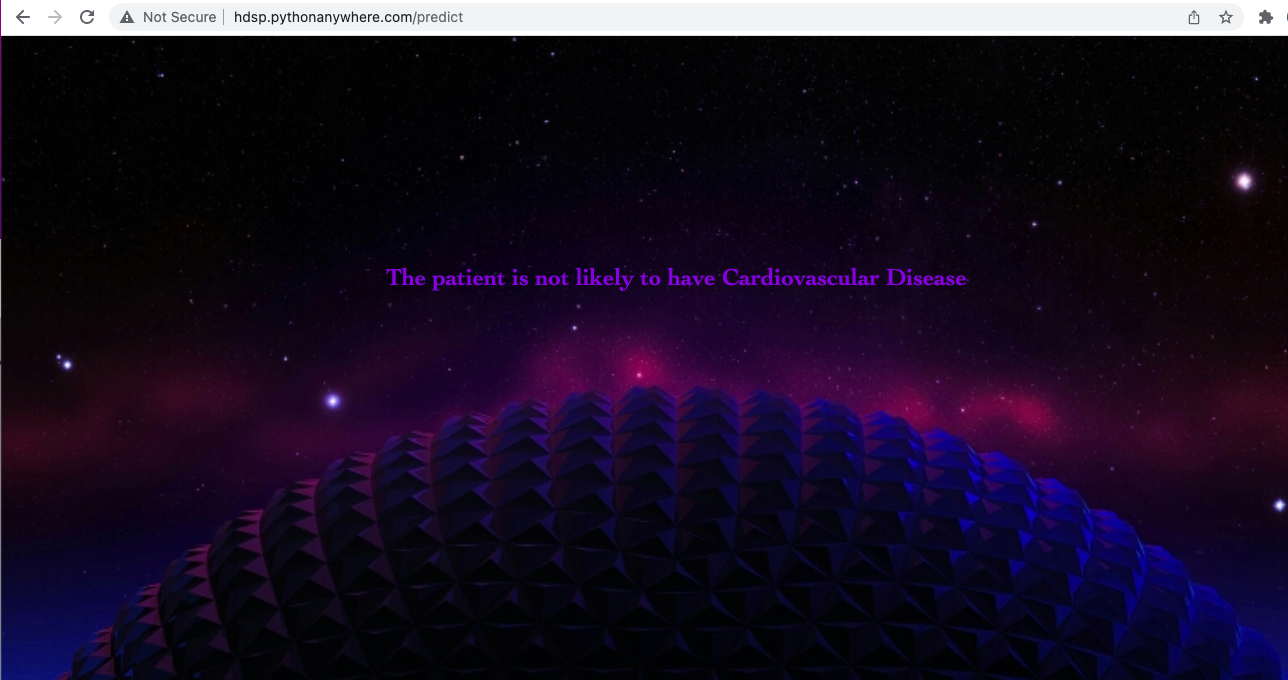 Not Secure hdsp.pythonanywhere.com/predict
The patient is not likely to have Cardiovascular Disease